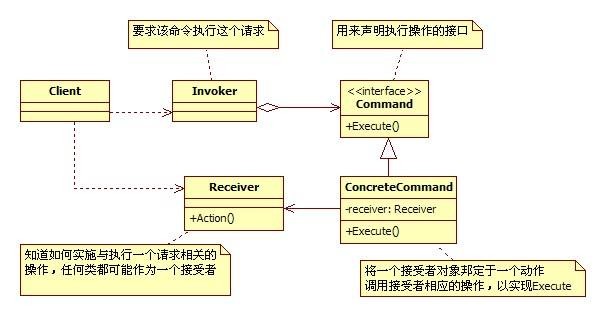 要求该命令执行这个请求
用来声明执行操作的接口
Client
Invoker
<<interface>>
Command
+Execute()
Receiver
+Action()
ConcreteCommand
-receiver: Receiver
+Execute()
知道如何实施与执行一个请求相关的
操作，任何类都可能作为一个接受者
将一个接受者对象邦定于一个动作
调用接受者相应的操作，以实现Execute